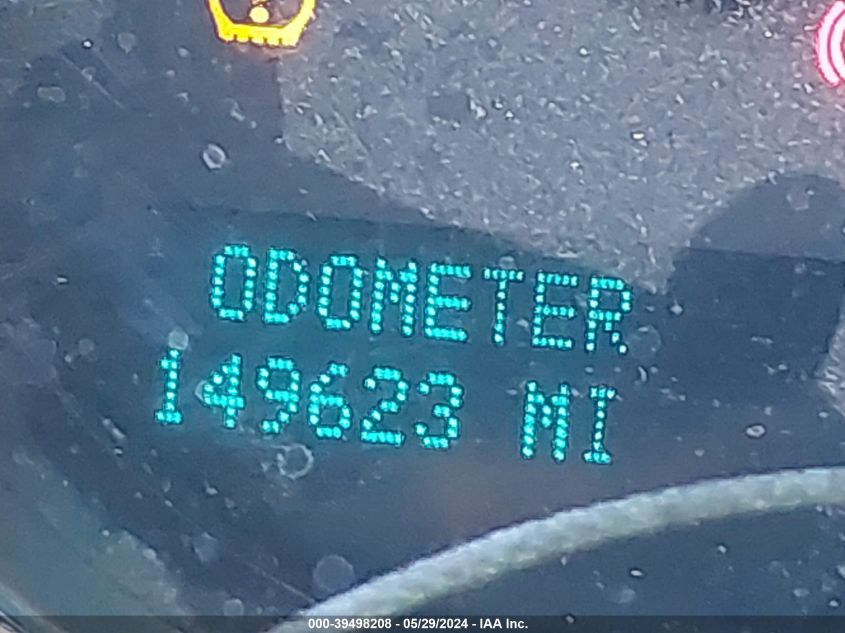 ODOMETER
149623 MI
000-39498208 - 05/29/2024 - IAA Inc.